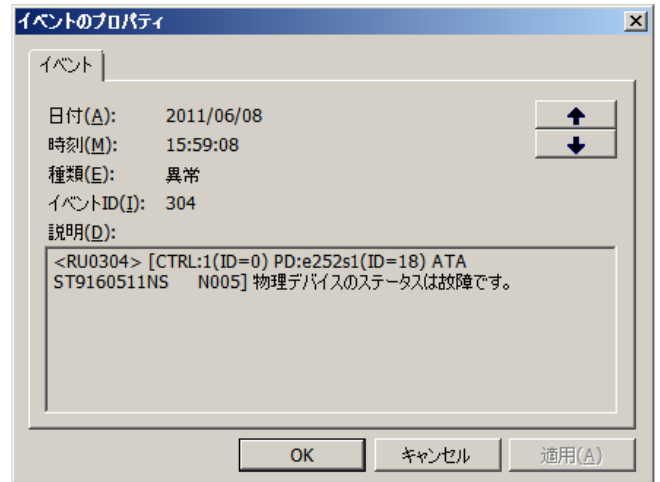 イベントのプロパティ
イベント
日付(A): 2011/06/08
時刻(M): 15:59:08
種類(E): 異常
イベントID(I): 304
説明(D):
<RU0304> [CTRL:1(ID=0) PD:e252s1(ID=18) ATA
ST9160511NS N005] 物理デバイスのステータスは故障です。
OK キャンセル 適用(A)